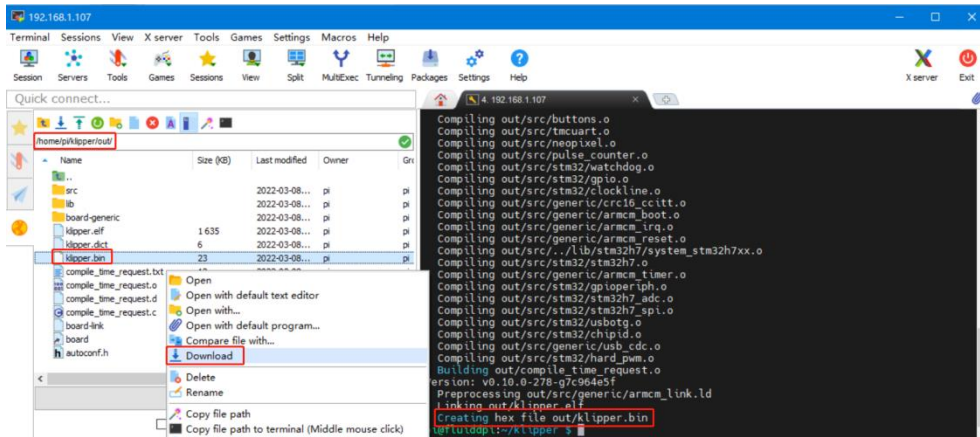 192.168.1.107
Terminal Sessions View X server Tools Games Settings Macros Help
Session Servers Tools Games Sessions View Split MultiExec Tunneling Packages Settings Help X server Exit
Quick connect...
4. 192.168.1.107
/home/pi/klipper/out/
Name Size (KB) Last modified Owner Gro
..
src 2022-03-08... pi pi
lib 2022-03-08... pi pi
board-generic 2022-03-08... pi pi
klipper.elf 1 635 2022-03-08... pi pi
klipper.dict 6 2022-03-08... pi pi
klipper.bin 23 2022-03-08... pi pi
compile_time_request.txt
compile_time_request.o
compile_time_request.d
compile_time_request.c
board-link
board
autoconf.h
Open
Open with default text editor
Open with...
Open with default program...
Compare file with...
Download
Delete
Rename
Copy file path
Copy file path to terminal (Middle mouse click)
Compiling out/src/buttons.o
Compiling out/src/tmcuart.o
Compiling out/src/neopixel.o
Compiling out/src/pulse_counter.o
Compiling out/src/stm32/watchdog.o
Compiling out/src/stm32/gpio.o
Compiling out/src/stm32/clockline.o
Compiling out/src/generic/crc16_ccitt.o
Compiling out/src/generic/armcm_boot.o
Compiling out/src/generic/armcm_irq.o
Compiling out/src/generic/armcm_reset.o
Compiling out/src/../lib/stm32h7/system_stm32h7xx.o
Compiling out/src/stm32/stm32h7.o
Compiling out/src/generic/armcm_timer.o
Compiling out/src/stm32/gpioperiph.o
Compiling out/src/stm32/stm32h7_adc.o
Compiling out/src/stm32/stm32h7_spi.o
Compiling out/src/stm32/usbotg.o
Compiling out/src/stm32/chipid.o
Compiling out/src/generic/usb_cdc.o
Compiling out/src/stm32/hard_pwm.o
Building out/compile_time_request.o
ersion: v0.10.0-278-g7c964e5f
Preprocessing out/src/generic/armcm_link.ld
Linking out/klipper.elf
Creating hex file out/klipper.bin
i@fluiddpi:~/klipper $